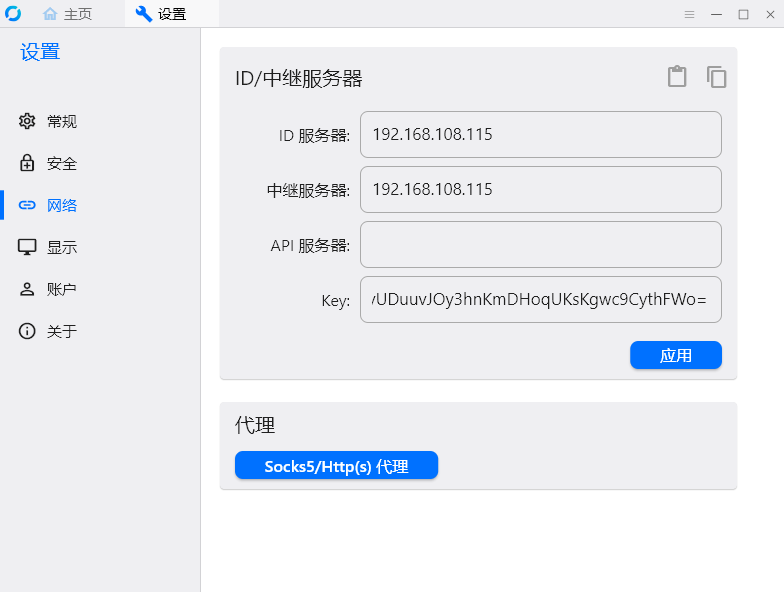 主页
设置
设置
常规
安全
网络
显示
账户
关于
ID/中继服务器
ID 服务器: 192.168.108.115
中继服务器: 192.168.108.115
API 服务器:
Key: UDuuvJOy3hnKmDHoqUKsKgwc9CythFWo=
应用
代理
Socks5/Http(s) 代理